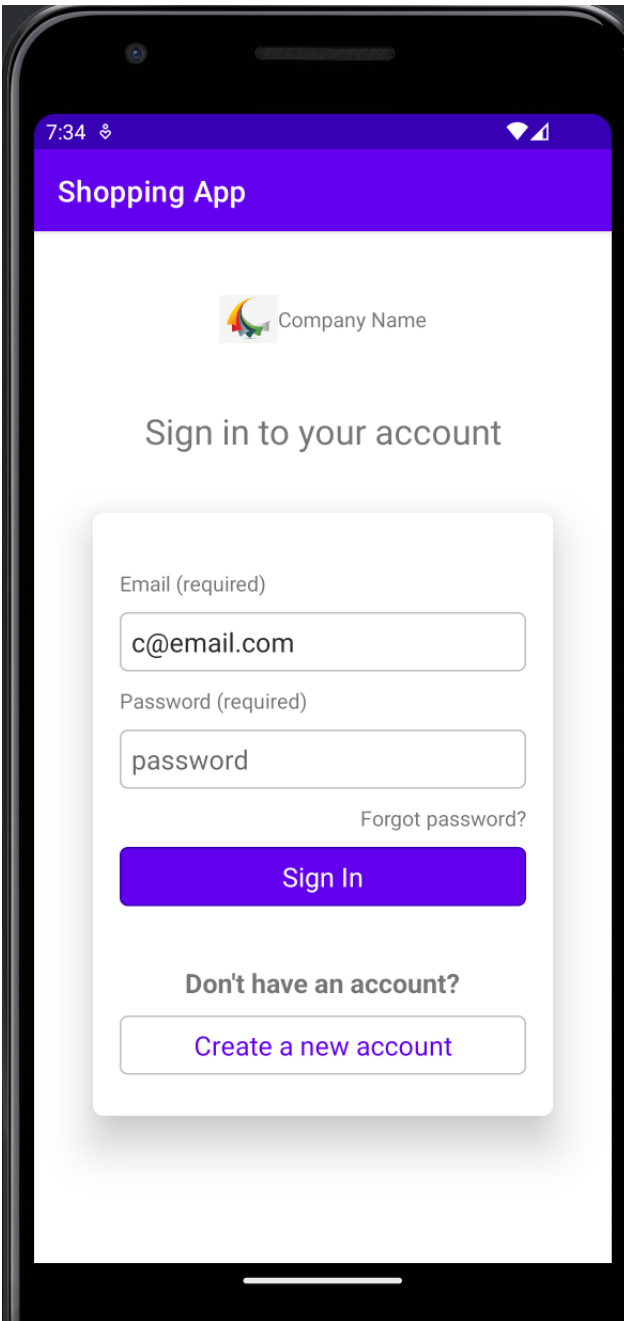 7:34
Shopping App
Company Name
Sign in to your account
Email (required)
c@email.com
Password (required)
password
Forgot password?
Sign In
Don't have an account?
Create a new account